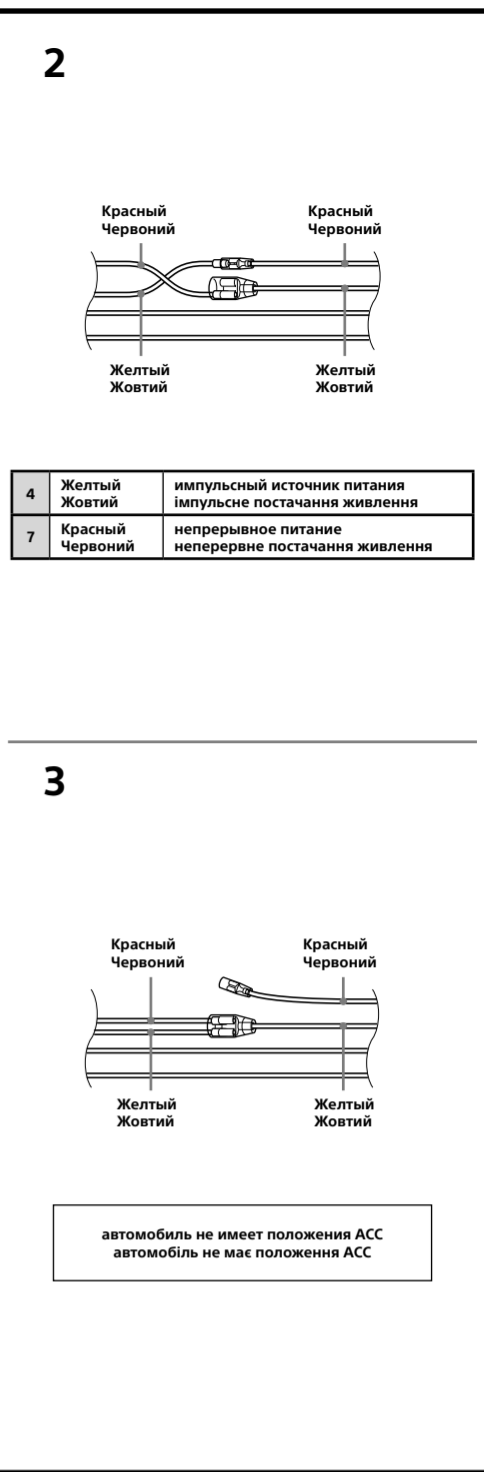 2
Красный
Червоний
Красный
Червоний
Желтый
Жовтий
Желтый
Жовтий
4 Желтый импульсный источник питания
Жовтий імпульсне постачання живлення
7 Красный непрерывное питание
Червоний неперервне постачання живлення
3
Красный
Червоний
Красный
Червоний
Желтый
Жовтий
Желтый
Жовтий
автомобиль не имеет положения ACC
автомобіль не має положення ACC